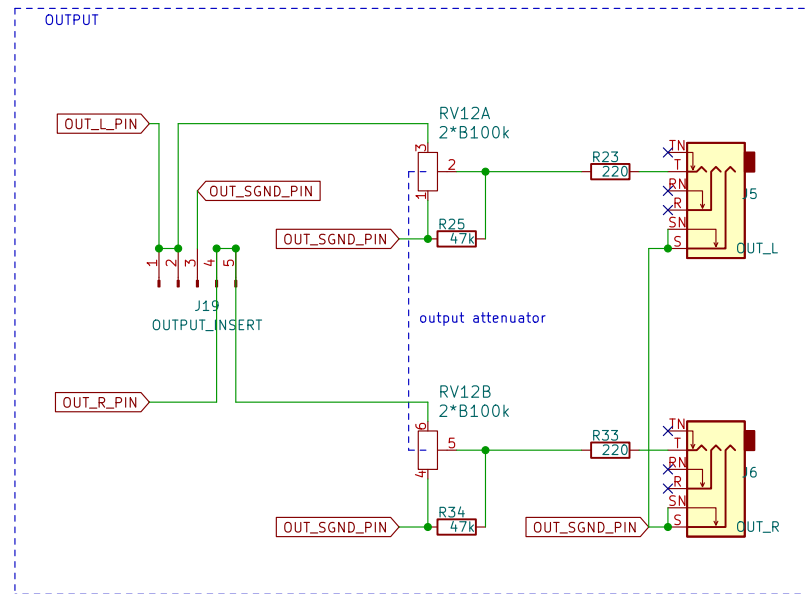 OUTPUT
OUT_L_PIN
RV12A
2*B100k
3
2
1
R23
220
TN
T
RN
R
SN
S
J5
OUT_L
OUT_SGND_PIN
OUT_SGND_PIN
R25
47k
1
2
3
4
5
J19
OUTPUT_INSERT
output attenuator
OUT_R_PIN
RV12B
2*B100k
6
5
4
R33
220
TN
T
RN
R
SN
S
J6
OUT_R
OUT_SGND_PIN
R34
47k
OUT_SGND_PIN